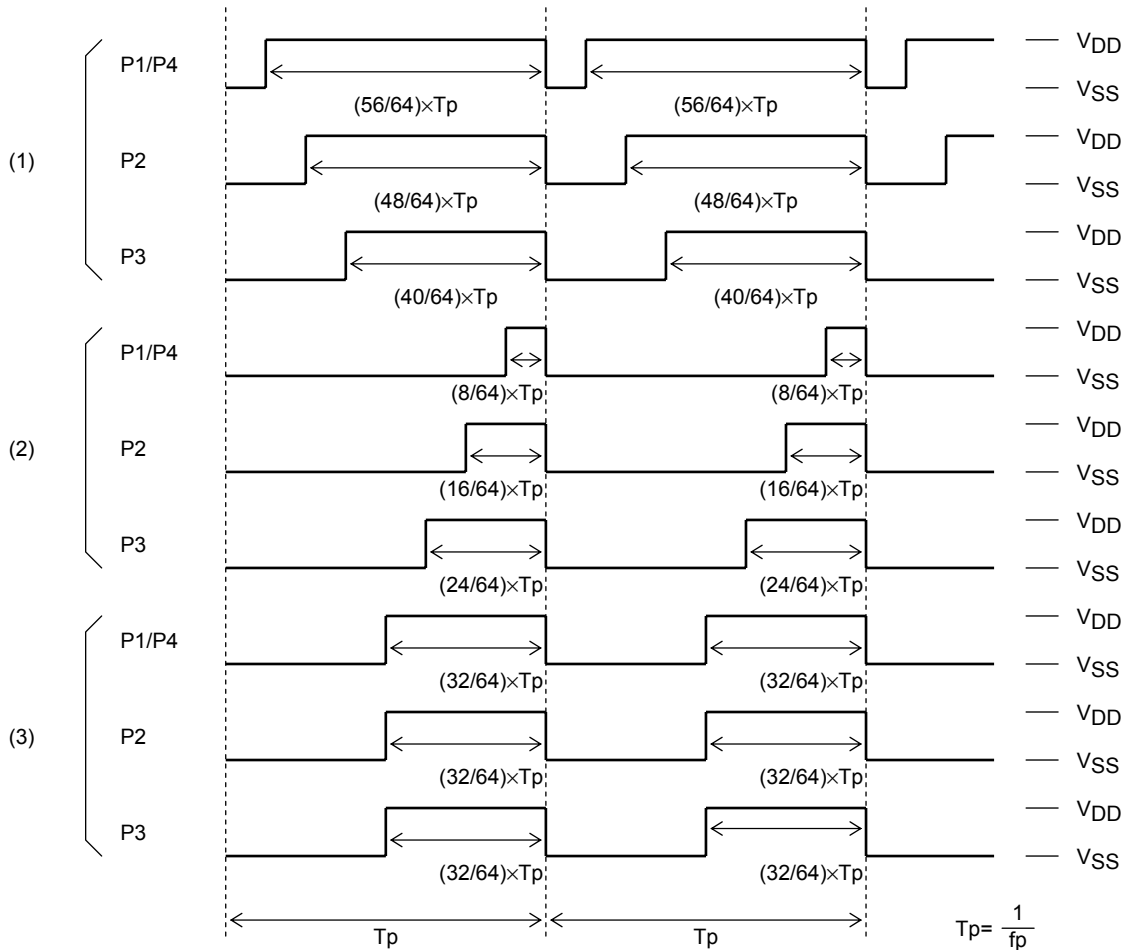 P1/P4
(56/64)×Tp
(56/64)×Tp
VDD
VSS
(1)
P2
(48/64)×Tp
(48/64)×Tp
VDD
VSS
P3
(40/64)×Tp
(40/64)×Tp
VDD
VSS
P1/P4
(8/64)×Tp
(8/64)×Tp
VDD
VSS
(2)
P2
(16/64)×Tp
(16/64)×Tp
VDD
VSS
P3
(24/64)×Tp
(24/64)×Tp
VDD
VSS
P1/P4
(32/64)×Tp
(32/64)×Tp
VDD
VSS
(3)
P2
(32/64)×Tp
(32/64)×Tp
VDD
VSS
P3
(32/64)×Tp
(32/64)×Tp
VDD
VSS
Tp
Tp
Tp= 1/fp